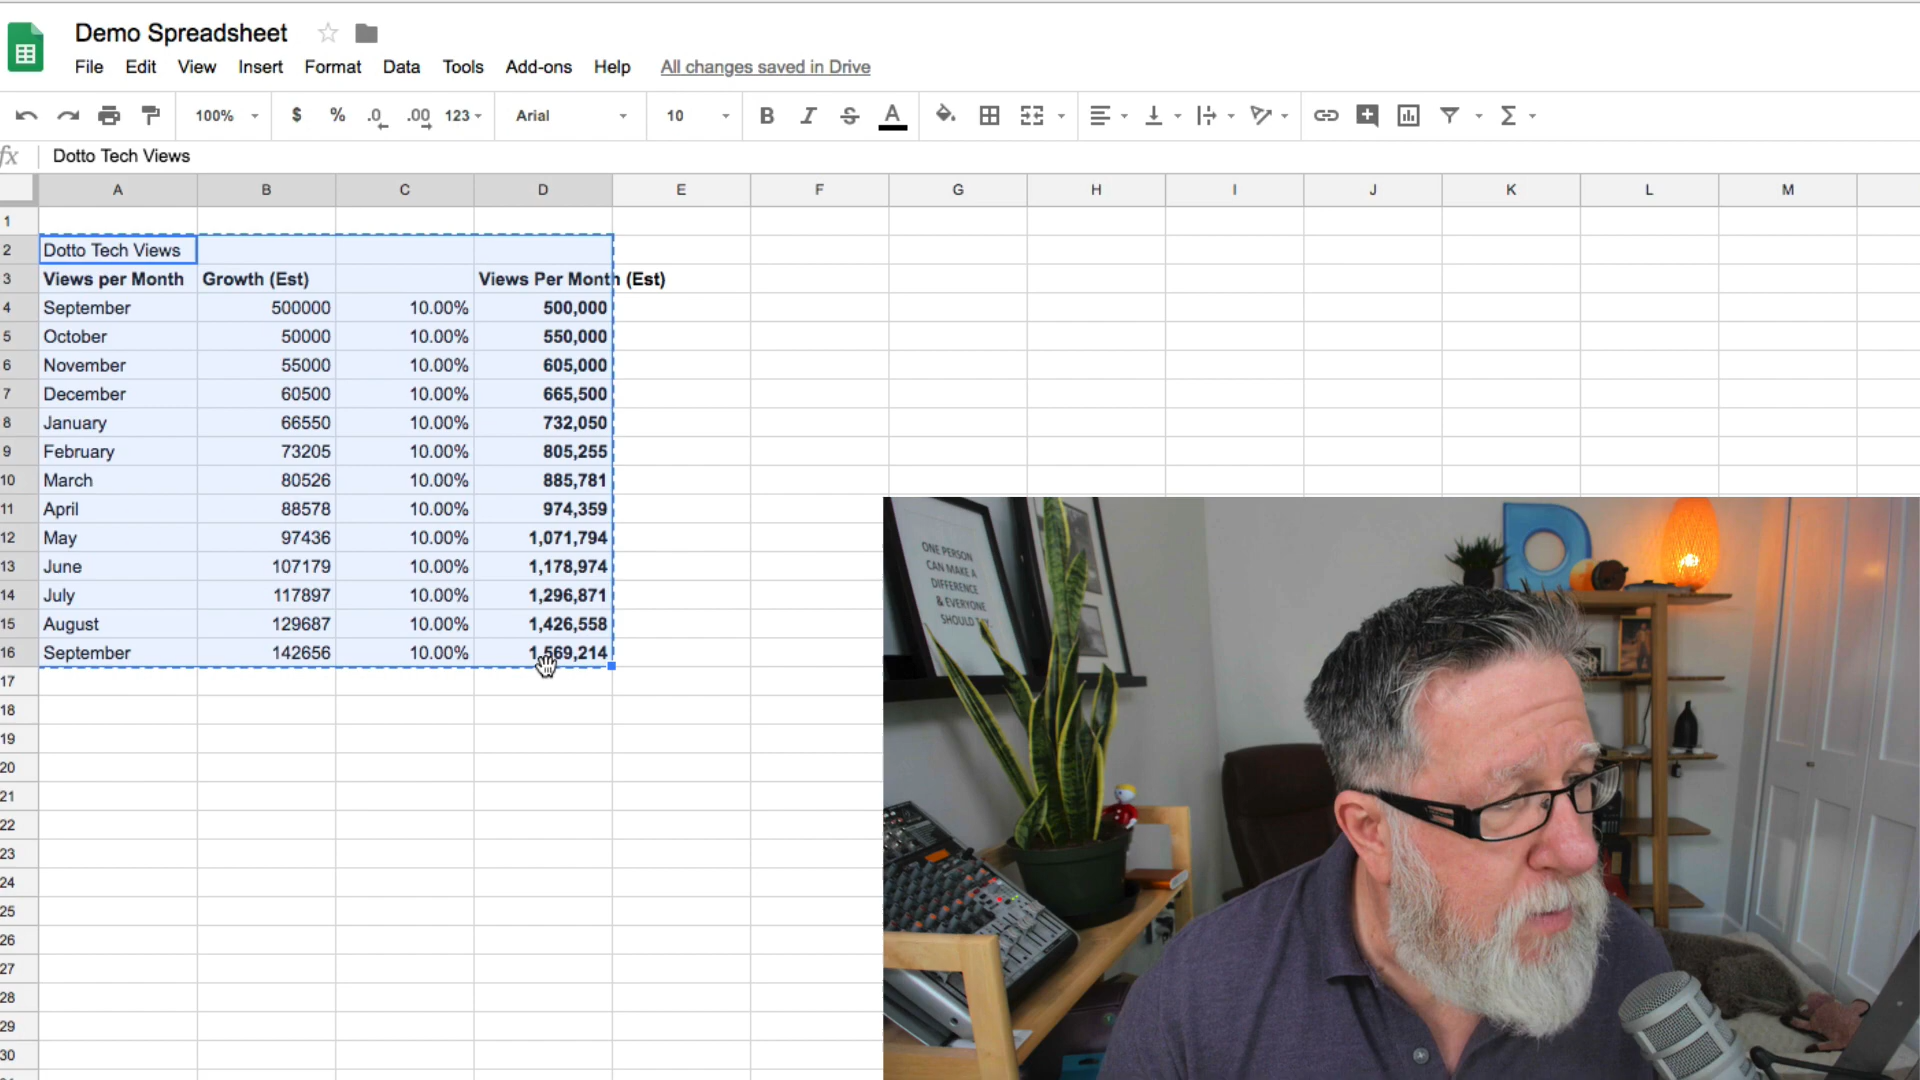 Demo Spreadsheet
File Edit View Insert Format Data Tools Add-ons Help All changes saved in Drive
100% $ % .0 .00 123 Arial 10 B I S A
fx Dotto Tech Views
A B C D E F G H I J K L M
1
2 Dotto Tech Views
3 Views per Month Growth (Est) Views Per Month (Est)
4 September 500000 10.00% 500,000
5 October 50000 10.00% 550,000
6 November 55000 10.00% 605,000
7 December 60500 10.00% 665,500
8 January 66550 10.00% 732,050
9 February 73205 10.00% 805,255
10 March 80526 10.00% 885,781
11 April 88578 10.00% 974,359
12 May 97436 10.00% 1,071,794
13 June 107179 10.00% 1,178,974
14 July 117897 10.00% 1,296,871
15 August 129687 10.00% 1,426,558
16 September 142656 10.00% 1,569,214
17
18
19
20
21
22
23
24
25
26
27
28
29
30
ONE PERSON
CAN MAKE A
DIFFERENCE
& EVERYONE
SHOULD